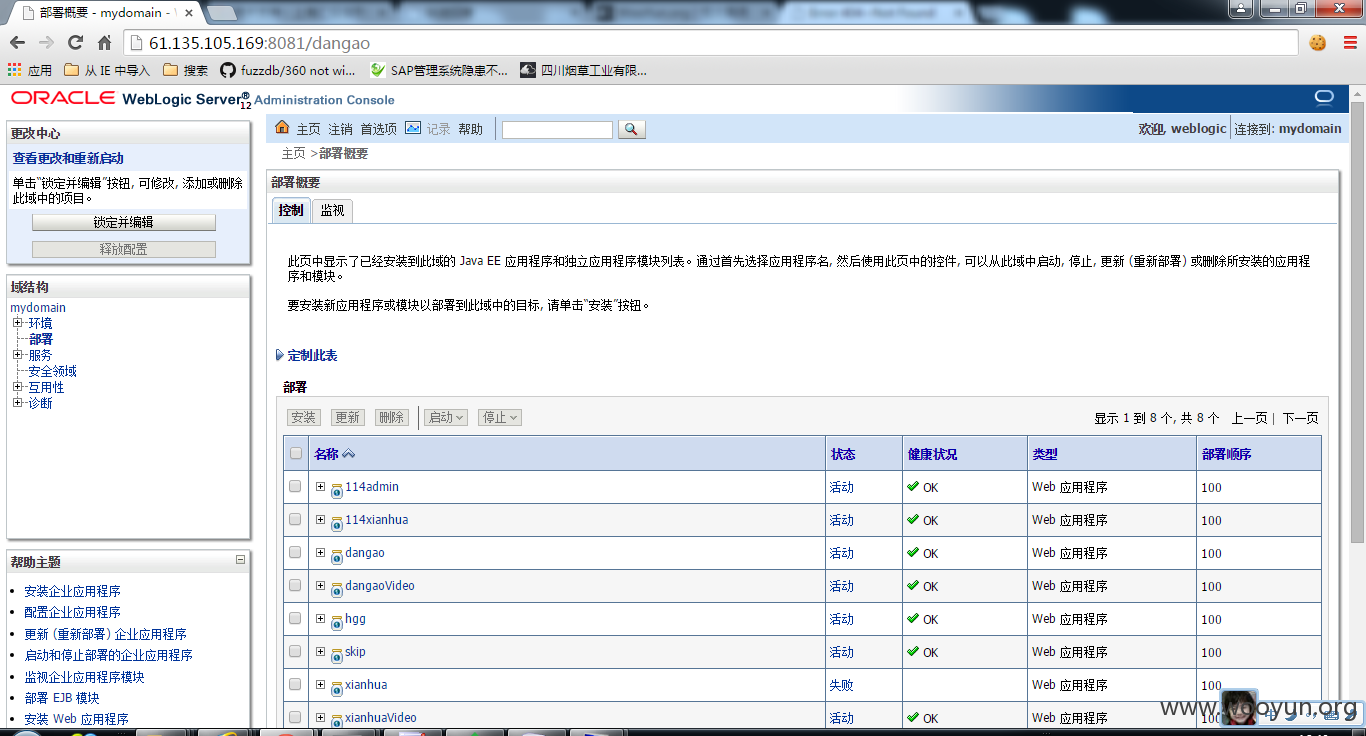 部署概要 - mydomain -
61.135.105.169:8081/dangao
应用 从 IE 中导入 搜索 fuzzdb/360 not wi... SAP管理系统隐患不... 四川烟草工业有限...
ORACLE WebLogic Server® 12 Administration Console
更改中心
查看更改和重新启动
单击“锁定并编辑”按钮, 可修改, 添加或删除
此域中的项目。
锁定并编辑
释放配置
域结构
mydomain
环境
部署
服务
安全领域
互用性
诊断
帮助主题
安装企业应用程序
配置企业应用程序
更新 (重新部署) 企业应用程序
启动和停止部署的企业应用程序
监视企业应用程序模块
部署 EJB 模块
安装 Web 应用程序
主页 注销 首选项 记录 帮助
欢迎, weblogic 连接到: mydomain
主页 >部署概要
部署概要
控制 监视
此页中显示了已经安装到此域的 Java EE 应用程序和独立应用程序模块列表。通过首先选择应用程序名, 然后使用此页中的控件, 可以从此域中启动, 停止, 更新 (重新部署) 或删除所安装的应用程
序和模块。
要安装新应用程序或模块以部署到此域中的目标, 请单击“安装”按钮。
定制此表
部署
安装 更新 删除 启动 停止 显示 1 到 8 个, 共 8 个 上一页 | 下一页
名称 状态 健康状况 类型 部署顺序
114admin 活动 OK Web 应用程序 100
114xianhua 活动 OK Web 应用程序 100
dangao 活动 OK Web 应用程序 100
dangaoVideo 活动 OK Web 应用程序 100
hgg 活动 OK Web 应用程序 100
skip 活动 OK Web 应用程序 100
xianhua 失败 Web 应用程序 100
xianhuaVideo 活动 OK Web 应用程序 100
www.wooyun.org